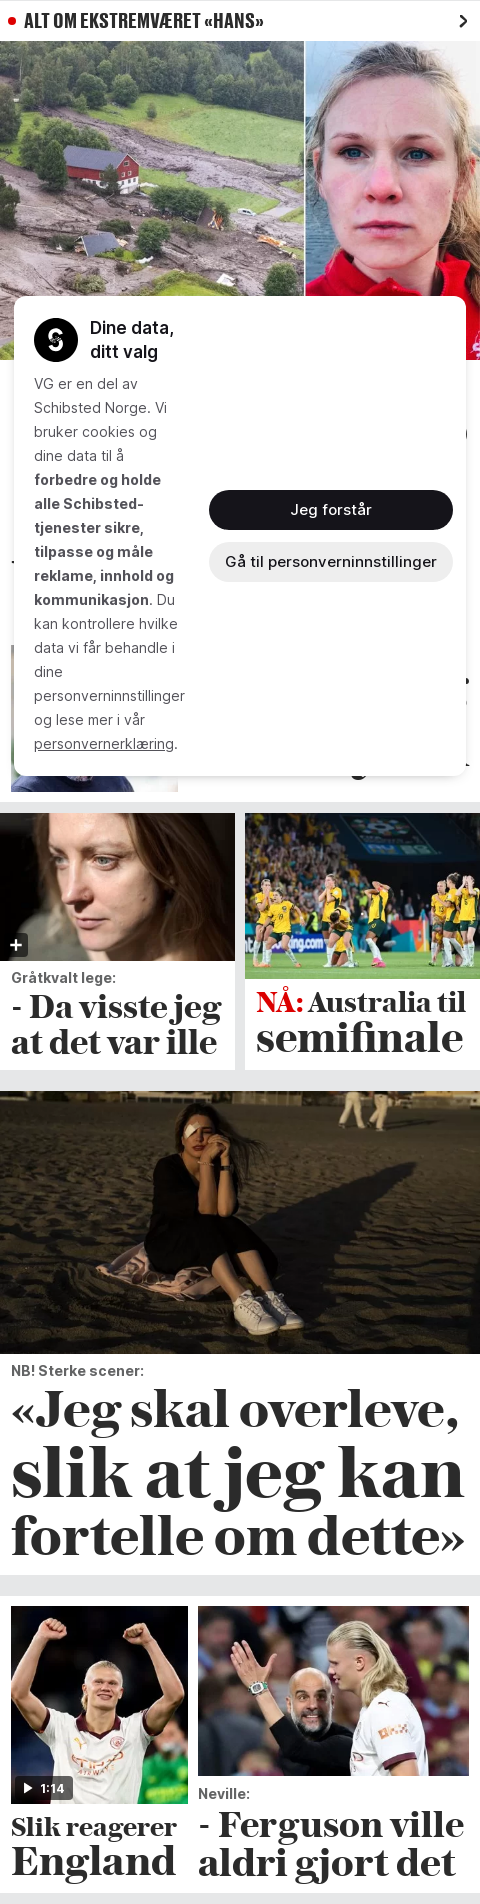 ALT OM EKSTREMVÆRET «HANS»
Dine data,
ditt valg
VG er en del av
Schibsted Norge. Vi
bruker cookies og
dine data til å
forbedre og holde
alle Schibsted-
tjenester sikre,
tilpasse og måle
reklame, innhold og
kommunikasjon. Du
kan kontrollere hvilke
data vi får behandle i
dine
personverninnstillinger
og lese mer i vår
personvernerklæring.
Jeg forstår
Gå til personverninnstillinger
Gråtkvalt lege:
- Da visste jeg
at det var ille
NÅ: Australia til
semifinale
NB! Sterke scener:
«Jeg skal overleve,
slik at jeg kan
fortelle om dette»
1:14
Slik reagerer
England
Neville:
- Ferguson ville
aldri gjort det